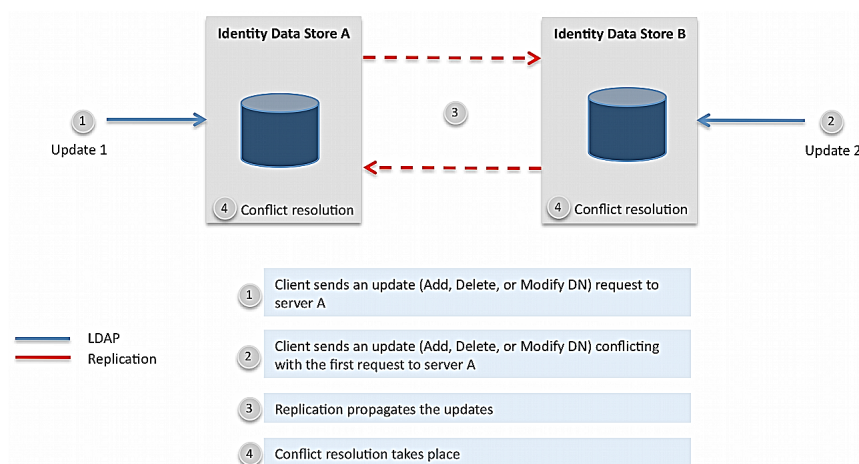 Identity Data Store A
Identity Data Store B
1
3
2
Update 1
Update 2
4 Conflict resolution
4 Conflict resolution
1 Client sends an update (Add, Delete, or Modify DN) request to
server A
LDAP
Replication
2 Client sends an update (Add, Delete, or Modify DN) conflicting
with the first request to server A
3 Replication propagates the updates
4 Conflict resolution takes place